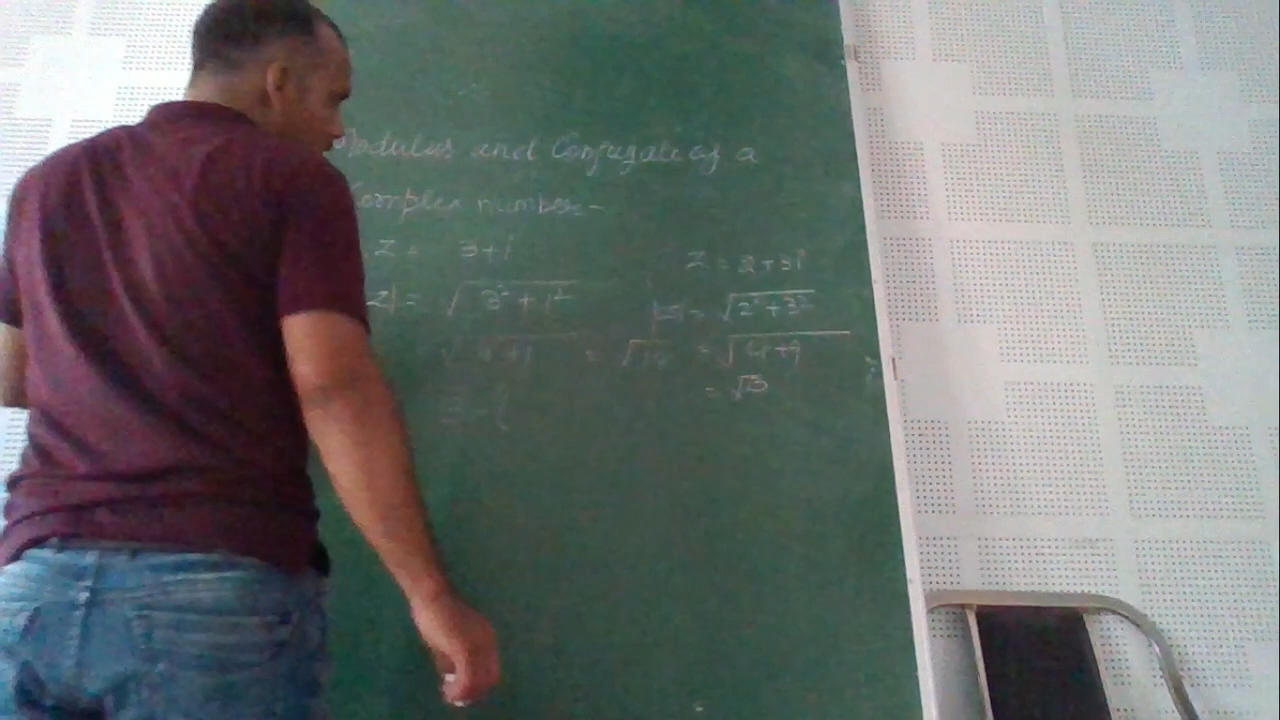 Modulus and Conjugate of a
Complex number:-
Z = 3+i
Z| = √3²+1²
√9+1 = √10
3-i
Z = 2+3i
|Z| = √2²+3²
= √4+9
= √13